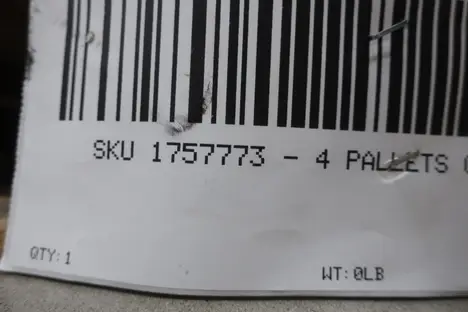 SKU 1757773 - 4 PALLETS
QTY: 1
WT: 0LB